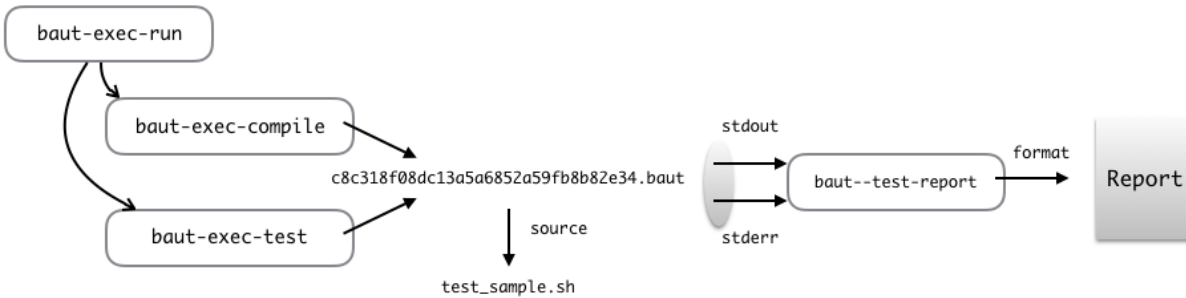 baut-exec-run
baut-exec-compile
stdout
format
c8c318f08dc13a5a6852a59fb8b82e34.baut
baut--test-report
Report
baut-exec-test
source
stderr
test_sample.sh